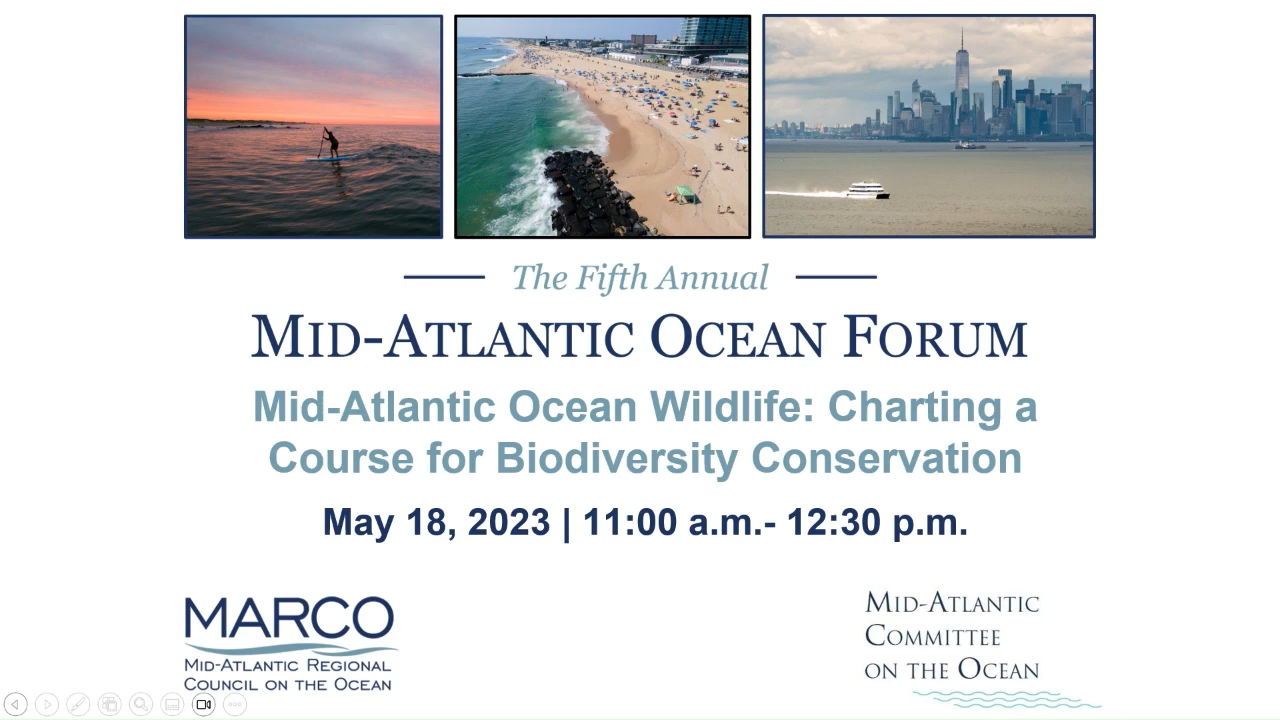 The Fifth Annual
Mid-Atlantic Ocean Forum
Mid-Atlantic Ocean Wildlife: Charting a
Course for Biodiversity Conservation
May 18, 2023 | 11:00 a.m.- 12:30 p.m.
MARCO
Mid-Atlantic Regional
Council on the Ocean
Mid-Atlantic
Committee
on the Ocean